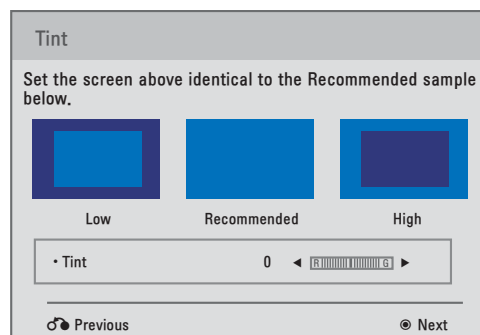 Tint
Set the screen above identical to the Recommended sample
below.
Low Recommended High
• Tint 0 ◄ R G ►
Previous ◉ Next